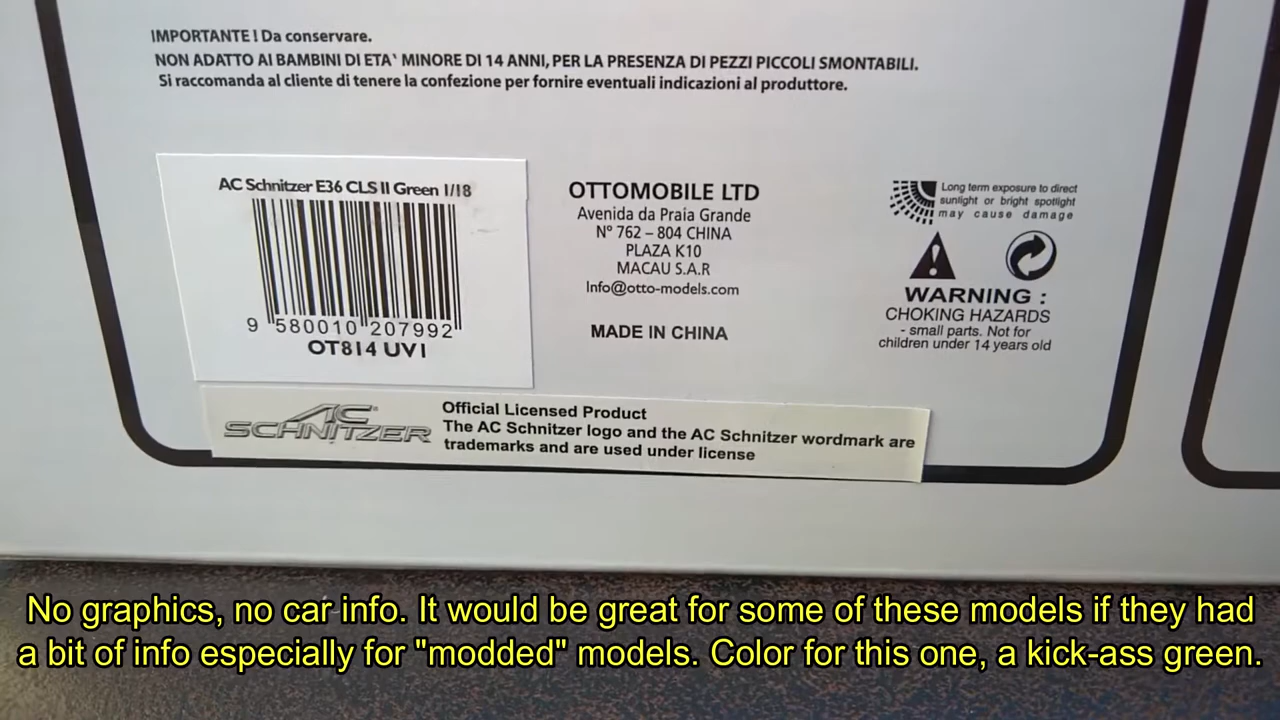 IMPORTANTE ! Da conservare.
NON ADATTO AI BAMBINI DI ETA` MINORE DI 14 ANNI, PER LA PRESENZA DI PEZZI PICCOLI SMONTABILI.
Si raccomanda al cliente di tenere la confezione per fornire eventuali indicazioni al produttore.
AC Schnitzer E36 CLS II Green 1/18
9 580010 207992
OT814 UV1
OTTOMOBILE LTD
Avenida da Praia Grande
Nº 762 – 804 CHINA
PLAZA K10
MACAU S.A.R
Info@otto-models.com
MADE IN CHINA
Long term exposure to direct
sunlight or bright spotlight
may cause damage
WARNING :
CHOKING HAZARDS
- small parts. Not for
children under 14 years old
AC
SCHNITZER
Official Licensed Product
The AC Schnitzer logo and the AC Schnitzer wordmark are
trademarks and are used under license
No graphics, no car info. It would be great for some of these models if they had
a bit of info especially for "modded" models. Color for this one, a kick-ass green.